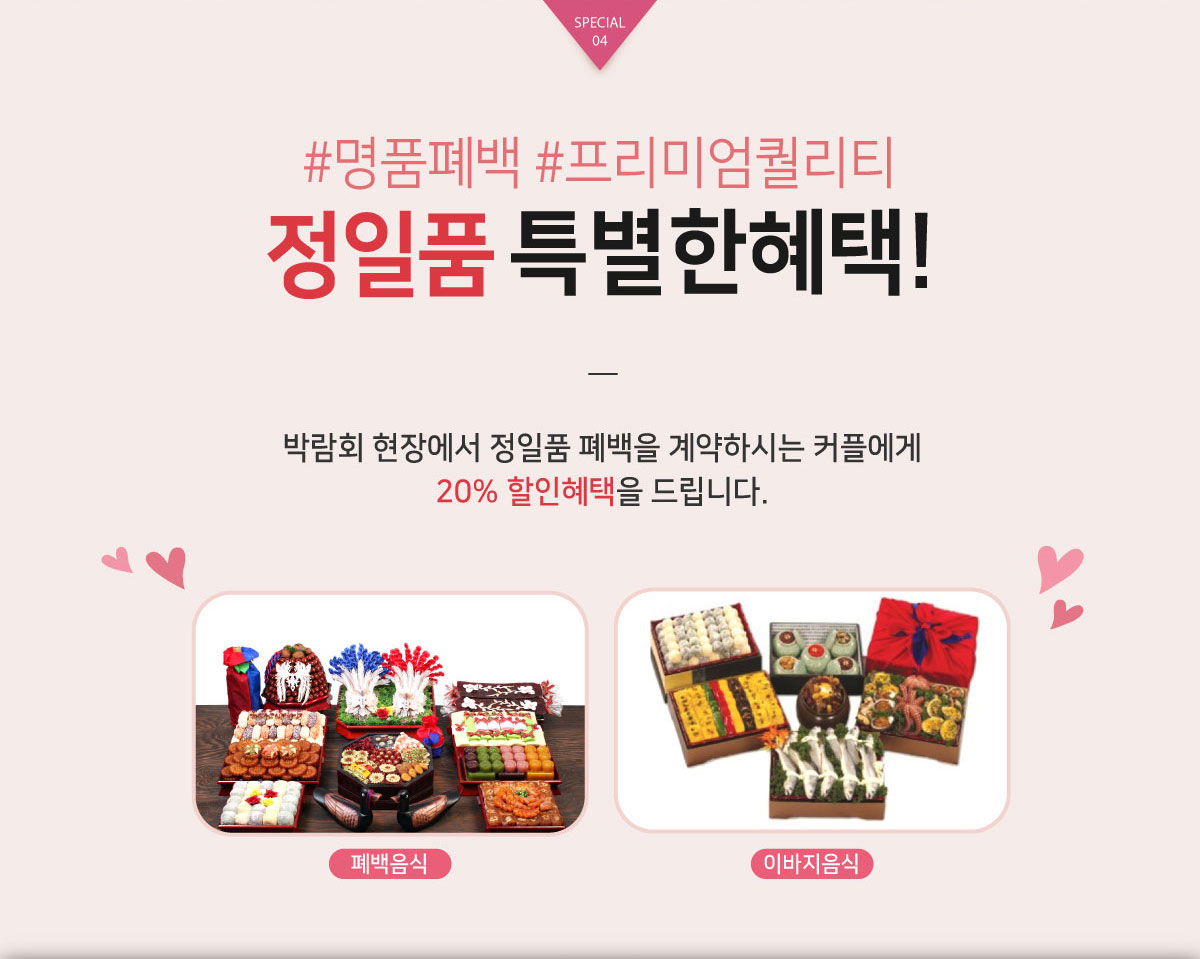 SPECIAL
04
#명품폐백 #프리미엄퀄리티
정일품 특별한혜택!
박람회 현장에서 정일품 폐백을 계약하시는 커플에게
20% 할인혜택을 드립니다.
폐백음식
이바지음식